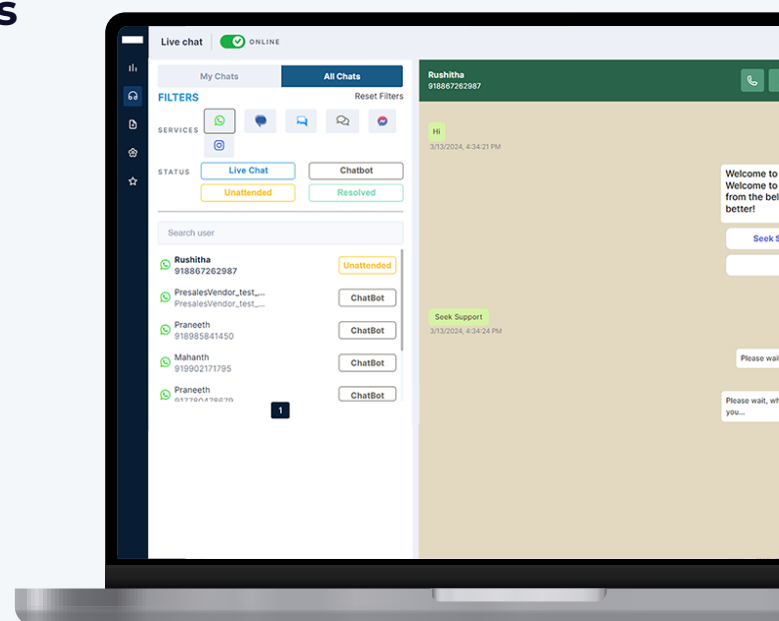 s
Live chat
ONLINE
My Chats
All Chats
FILTERS
Reset Filters
SERVICES
STATUS
Live Chat
Chatbot
Unattended
Resolved
Search user
Rushitha
918867262987
Unattended
PresalesVendor_test_...
PresalesVendor_test_...
ChatBot
Praneeth
918985841450
ChatBot
Mahanth
919902171795
ChatBot
Praneeth
917780478679
ChatBot
1
Rushitha
918867262987
Hi
3/13/2024, 4:34:21 PM
Welcome to
Welcome to
from the bel
better!
Seek S
Seek Support
3/13/2024, 4:34:24 PM
Please wai
Please wait, wh
you...